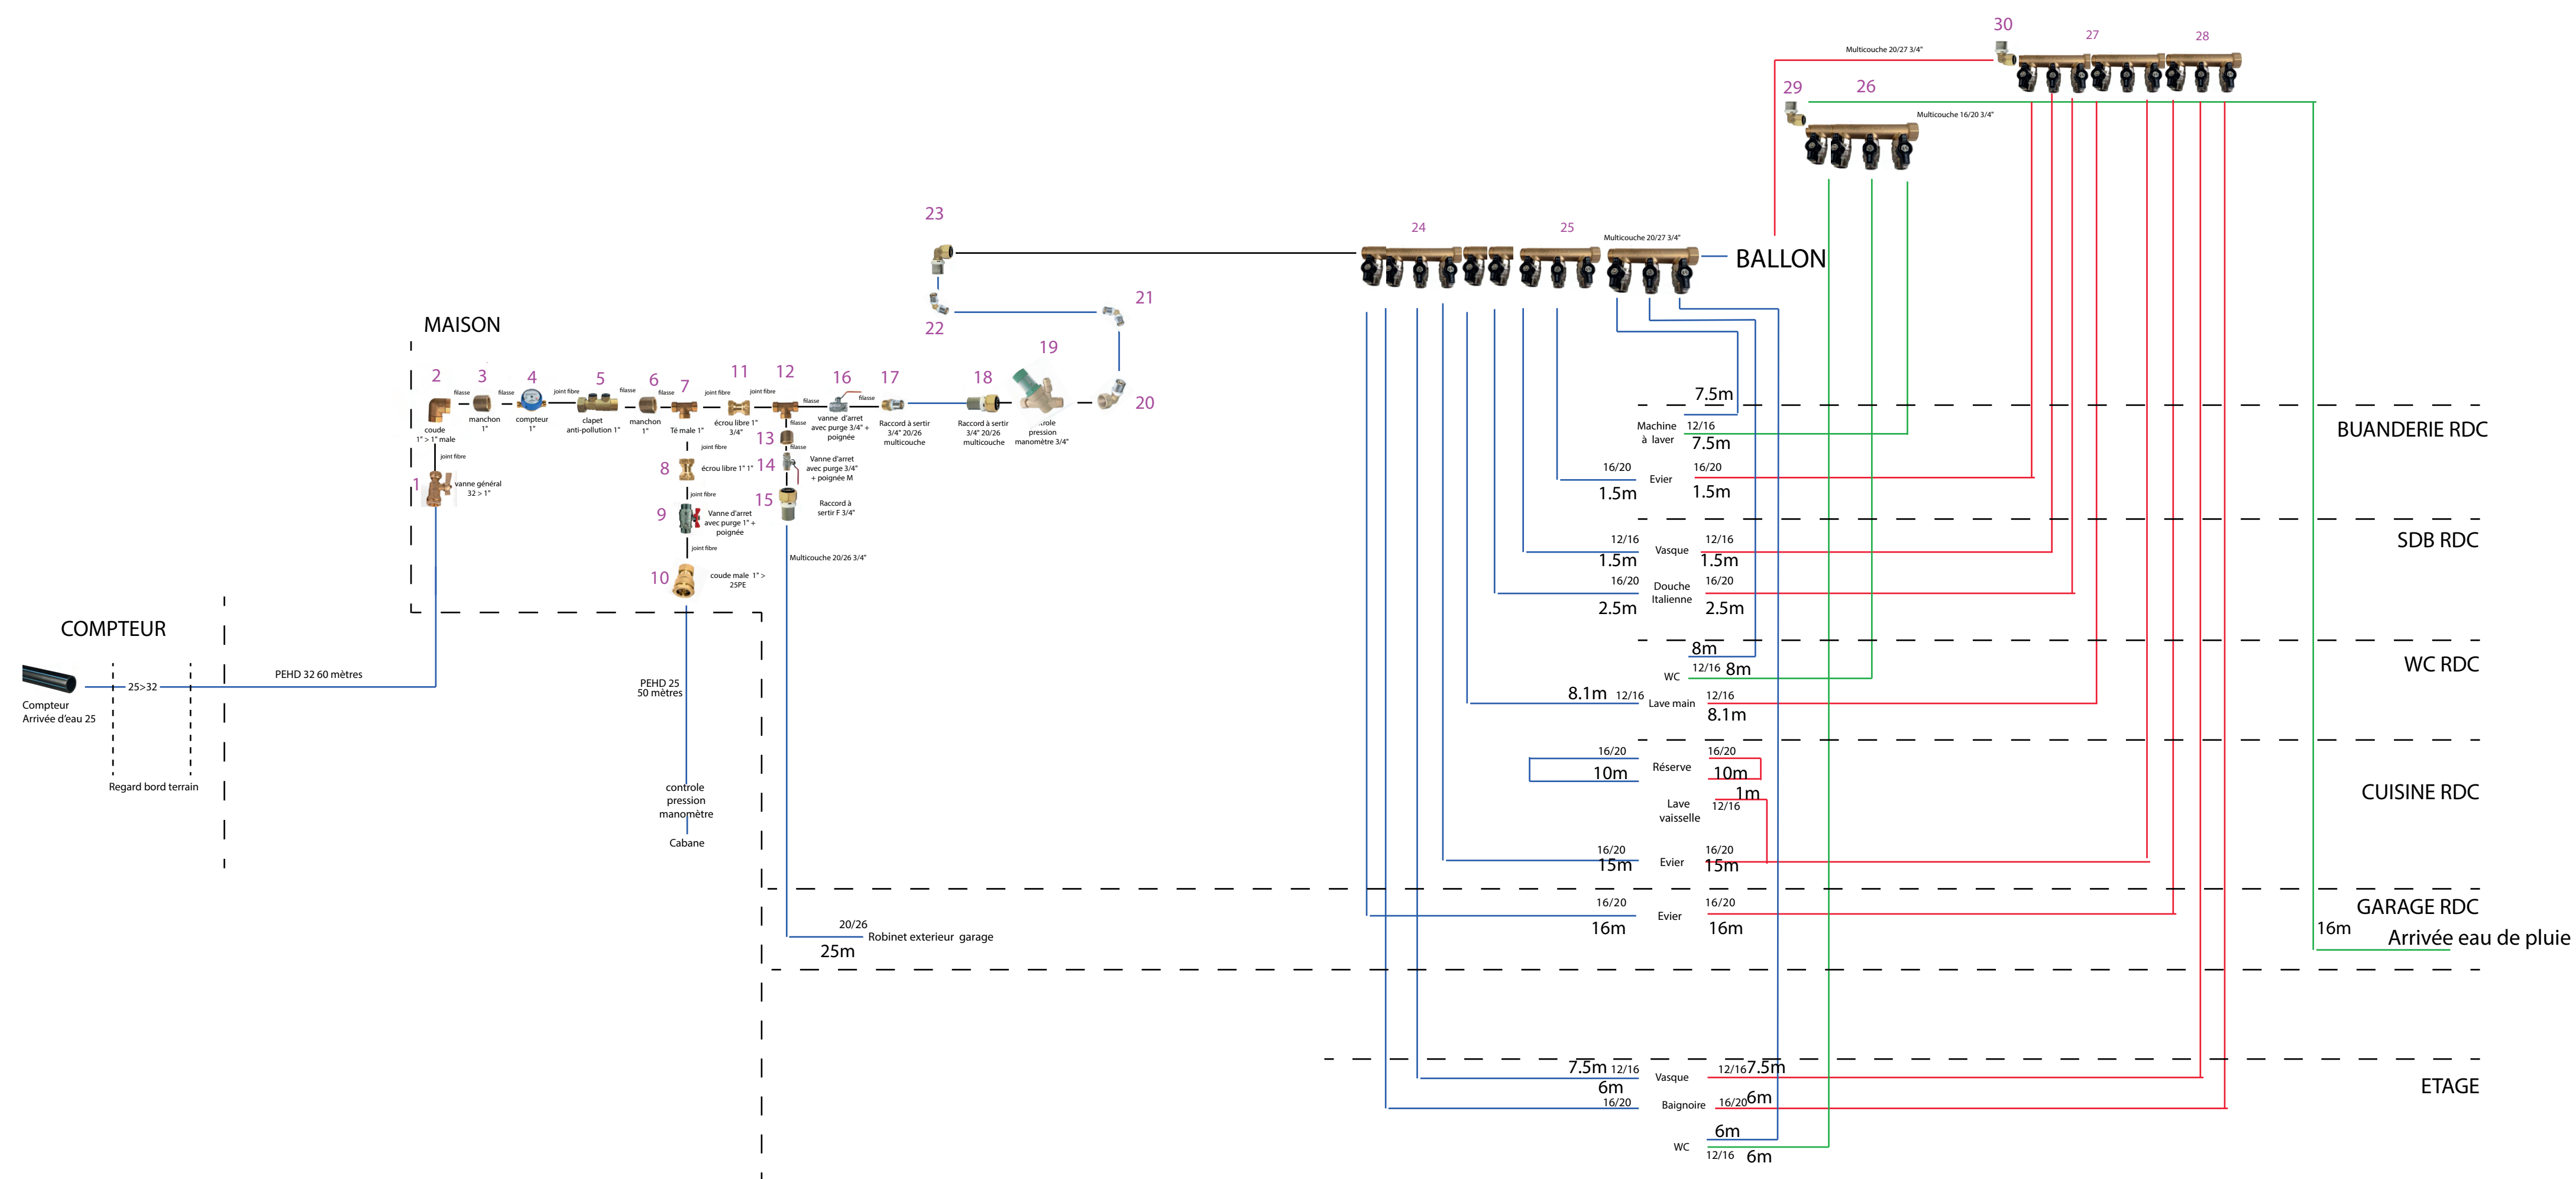 30
27
28
Multicouche 20/27 3/4"
29
26
Multicouche 16/20 3/4"
23
24
25
Multicouche 20/27 3/4"
BALLON
21
22
MAISON
19
2
3
4
5
6
7
11
12
16
17
18
20
filasse
filasse
joint fibre
filasse
filasse
joint fibre
joint fibre
filasse
filasse
coude
1" > 1" male
manchon
1"
compteur
1"
clapet
anti-pollution 1"
manchon
1"
Té male 1"
écrou libre 1"
3/4"
filasse
vanne d'arret
avec purge 3/4" +
poignée
Raccord à sertir
3/4" 20/26
multicouche
Raccord à sertir
3/4" 20/26
multicouche
pression
manomètre 3/4"
13
joint fibre
joint fibre
filasse
1
vanne général
32 > 1"
8
écrou libre 1" 1"
14
Vanne d'arret
avec purge 3/4"
+ poignée M
joint fibre
9
Vanne d'arret
avec purge 1" +
poignée
15
Raccord à
sertir F 3/4"
joint fibre
10
coude male 1" >
25PE
Multicouche 20/26 3/4"
COMPTEUR
25>32
PEHD 32 60 mètres
Compteur
Arrivée d'eau 25
Regard bord terrain
PEHD 25
50 mètres
controle
pression
manomètre
Cabane
20/26
Robinet exterieur garage
25m
7.5m
Machine
à laver
12/16
7.5m
BUANDERIE RDC
16/20
Evier
16/20
1.5m
1.5m
SDB RDC
12/16
Vasque
12/16
1.5m
1.5m
16/20
Douche
Italienne
16/20
2.5m
2.5m
WC RDC
8m
12/16
8m
WC
8.1m
12/16
Lave main
12/16
8.1m
CUISINE RDC
16/20
Réserve
16/20
10m
10m
1m
Lave
vaisselle
12/16
16/20
Evier
16/20
15m
15m
GARAGE RDC
16/20
Evier
16/20
16m
16m
16m
Arrivée eau de pluie
ETAGE
7.5m
12/16
Vasque
12/16
7.5m
6m
16/20
Baignoire
16/20
6m
6m
WC
12/16
6m